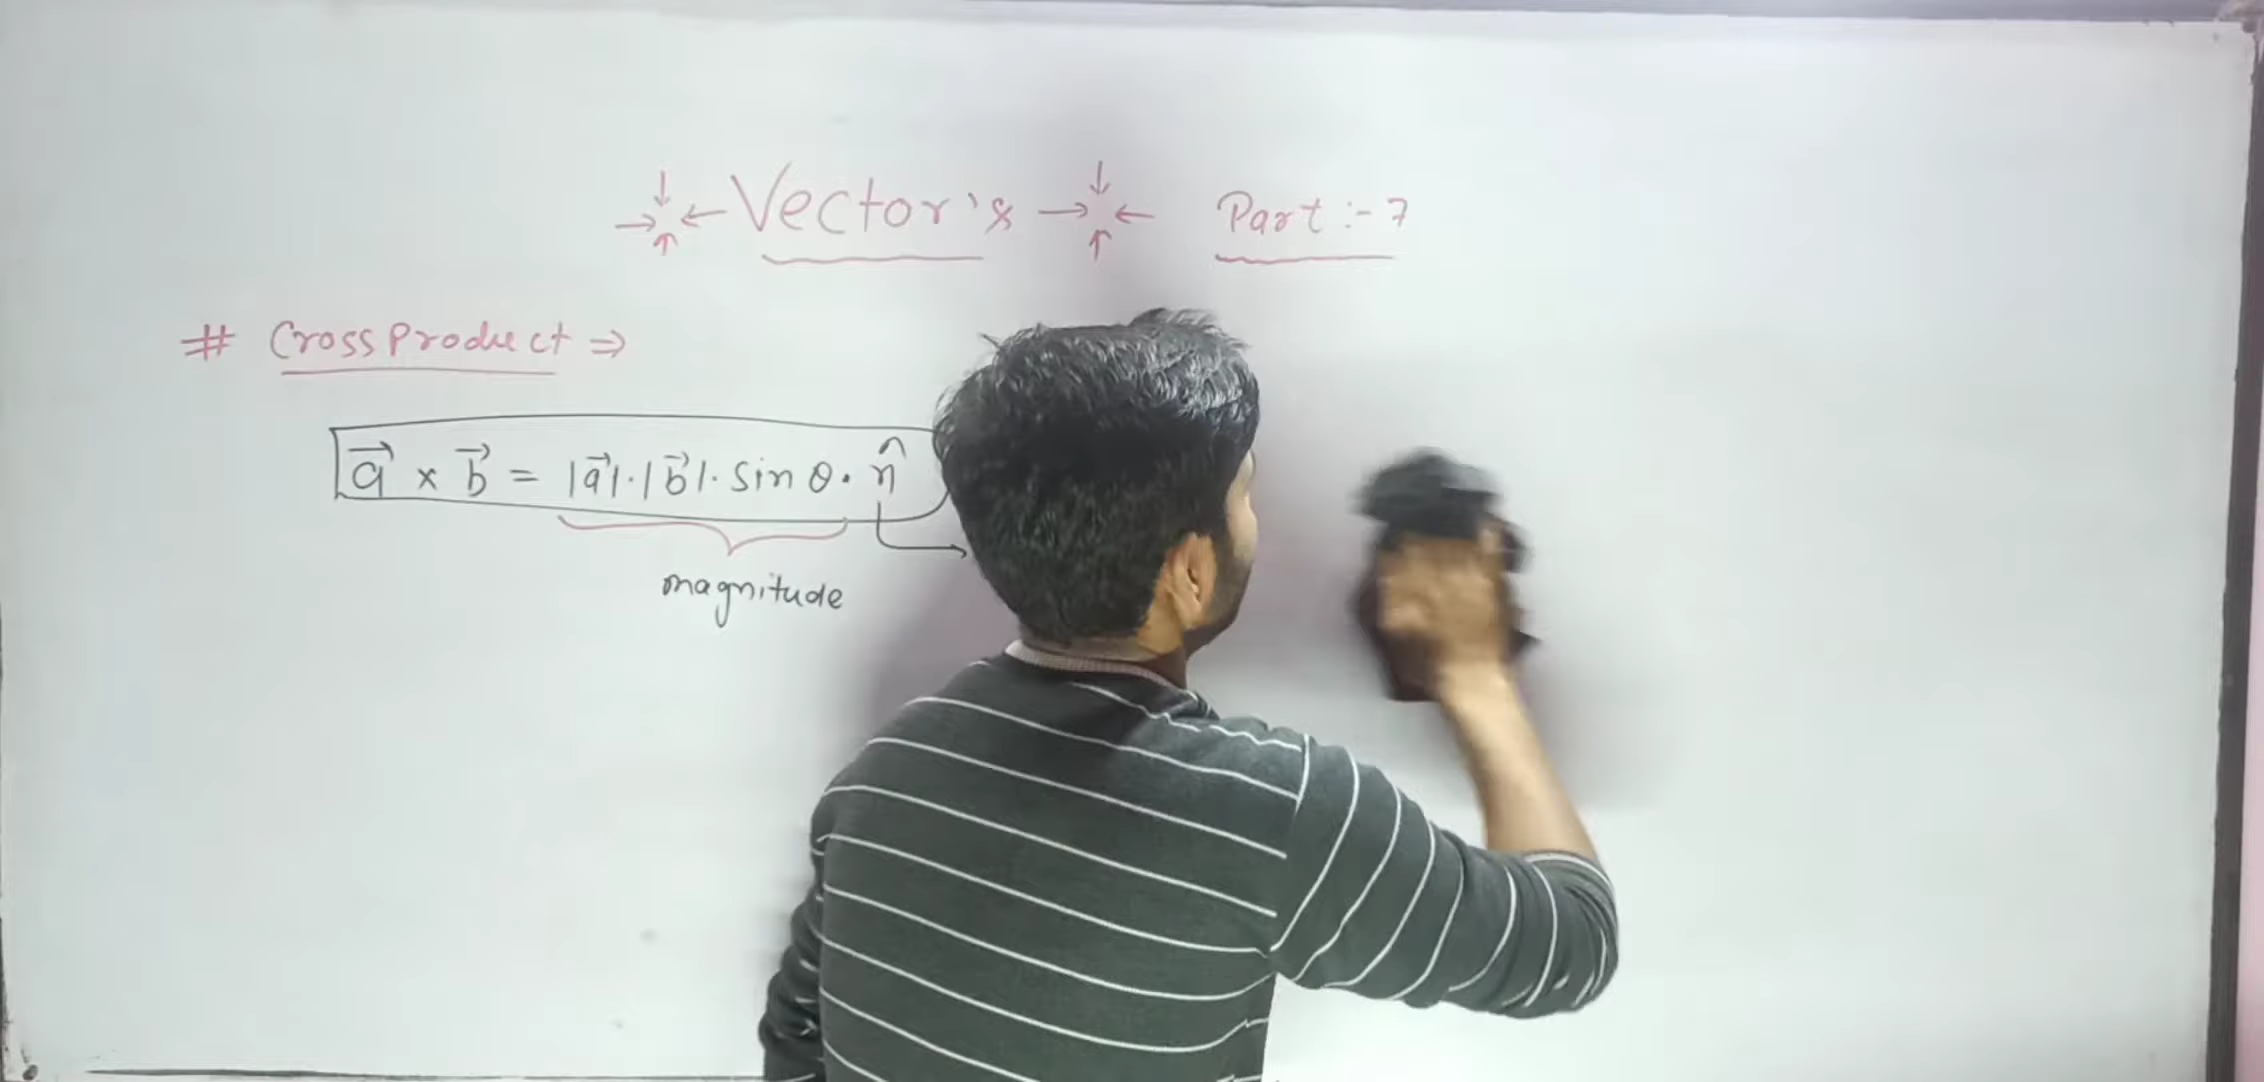 Vector's Part :- 7
# Cross Product ⇒
a⃗ × b⃗ = |a⃗|·|b⃗|· sin θ · n̂
magnitude